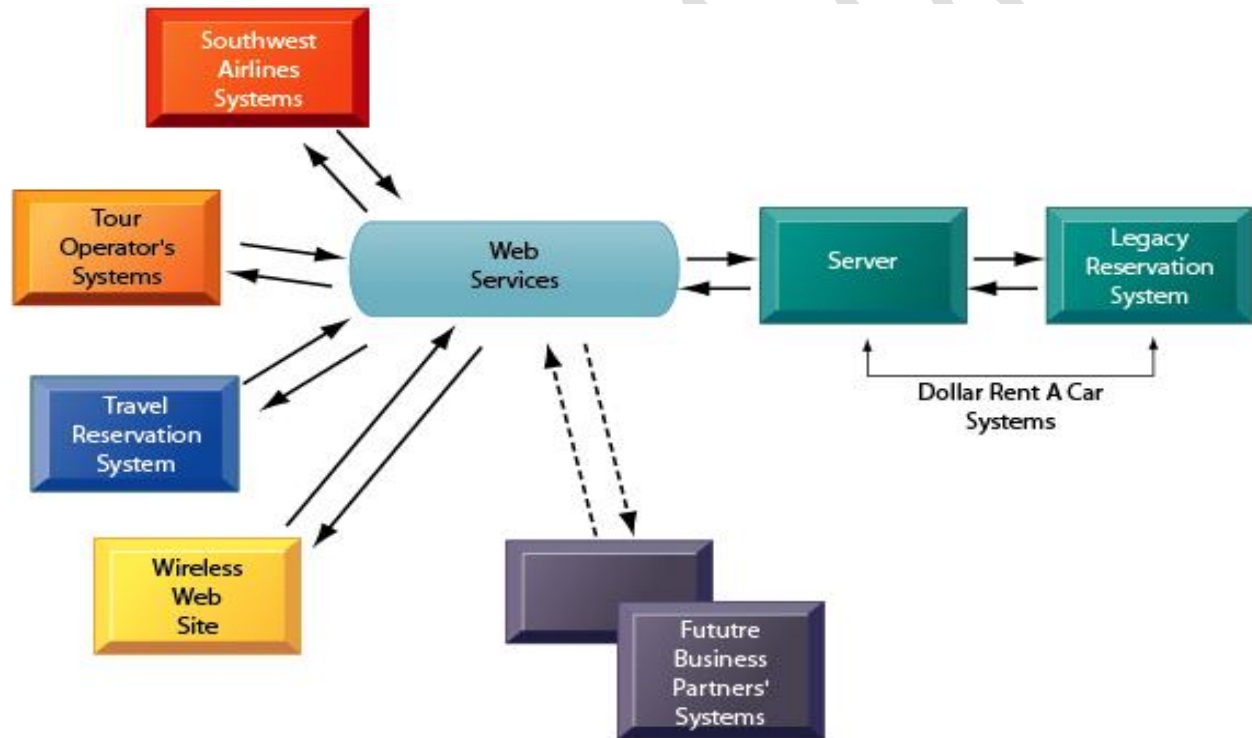 Southwest
Airlines
Systems
Tour
Operator's
Systems
Web
Services
Server
Legacy
Reservation
System
Dollar Rent A Car
Systems
Travel
Reservation
System
Wireless
Web
Site
Fututre
Business
Partners'
Systems